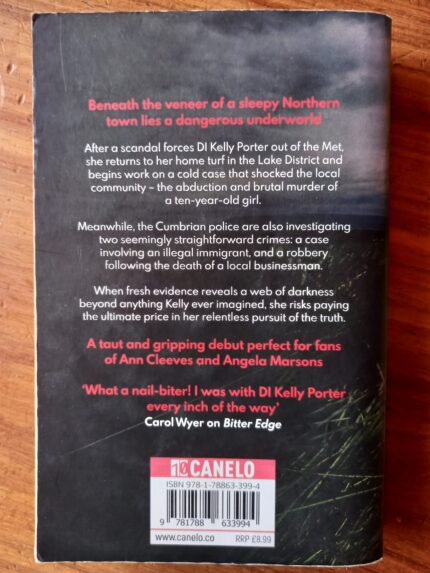 Beneath the veneer of a sleepy Northern
town lies a dangerous underworld
After a scandal forces DI Kelly Porter out of the Met,
she returns to her home turf in the Lake District and
begins work on a cold case that shocked the local
community – the abduction and brutal murder of
a ten-year-old girl.
Meanwhile, the Cumbrian police are also investigating
two seemingly straightforward crimes: a case
involving an illegal immigrant, and a robbery
following the death of a local businessman.
When fresh evidence reveals a web of darkness
beyond anything Kelly ever imagined, she risks paying
the ultimate price in her relentless pursuit of the truth.
A taut and gripping debut perfect for fans
of Ann Cleeves and Angela Marsons
‘What a nail-biter! I was with DI Kelly Porter
every inch of the way’
Carol Wyer on Bitter Edge
CANELO
ISBN 978-1-78863-399-4
9 781788 633994
www.canelo.co RRP £8.99